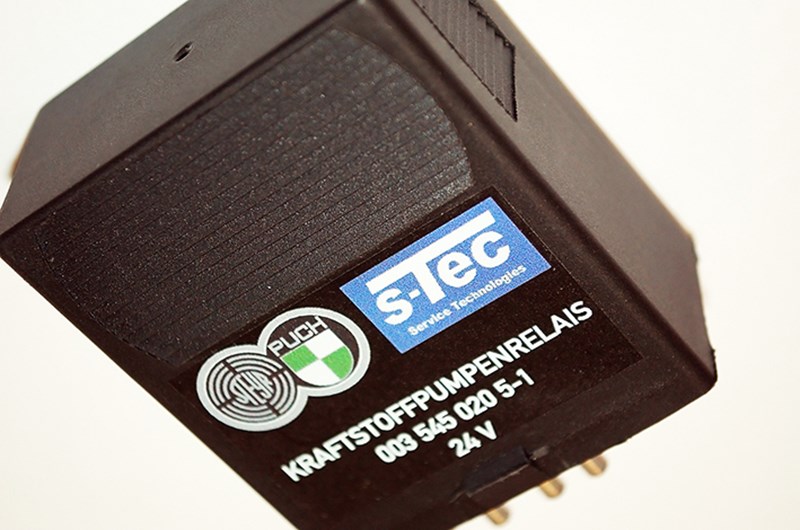 s-Tec
Service Technologies
PUCH
KRAFTSTOFFPUMPENRELAIS
003 545 020 5-1
24 V